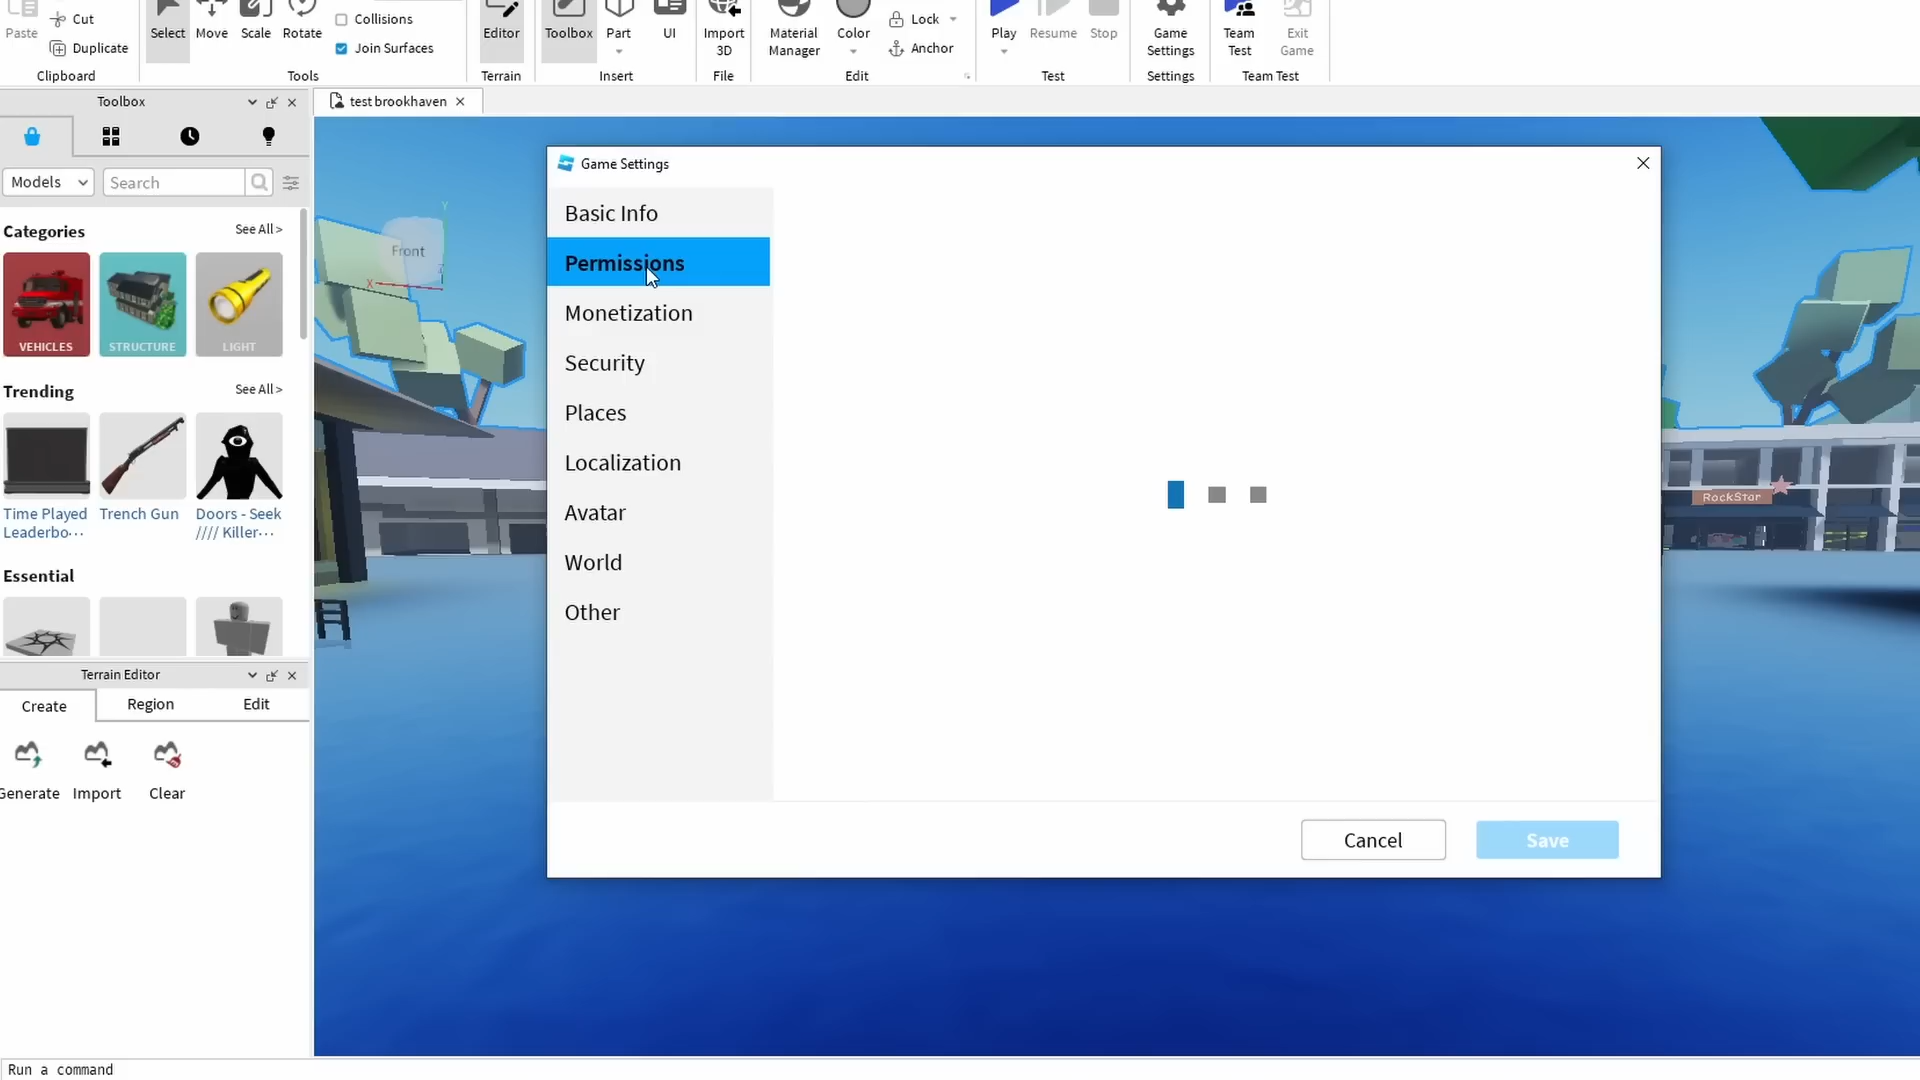 Paste
Cut
Duplicate
Clipboard
Select
Move
Scale
Rotate
Collisions
Join Surfaces
Tools
Editor
Terrain
Toolbox
Part
UI
Insert
Import
3D
File
Material
Manager
Color
Lock
Anchor
Edit
Play
Resume
Stop
Test
Game
Settings
Settings
Team
Test
Exit
Game
Team Test
Toolbox
test brookhaven
Models
Search
Categories
See All >
VEHICLES
STRUCTURE
LIGHT
Trending
See All >
Time Played
Leaderbo...
Trench Gun
Doors - Seek
//// Killer...
Essential
Terrain Editor
Create
Region
Edit
Generate
Import
Clear
Run a command
Front
Y
X
Game Settings
Basic Info
Permissions
Monetization
Security
Places
Localization
Avatar
World
Other
Cancel
Save
RockStar